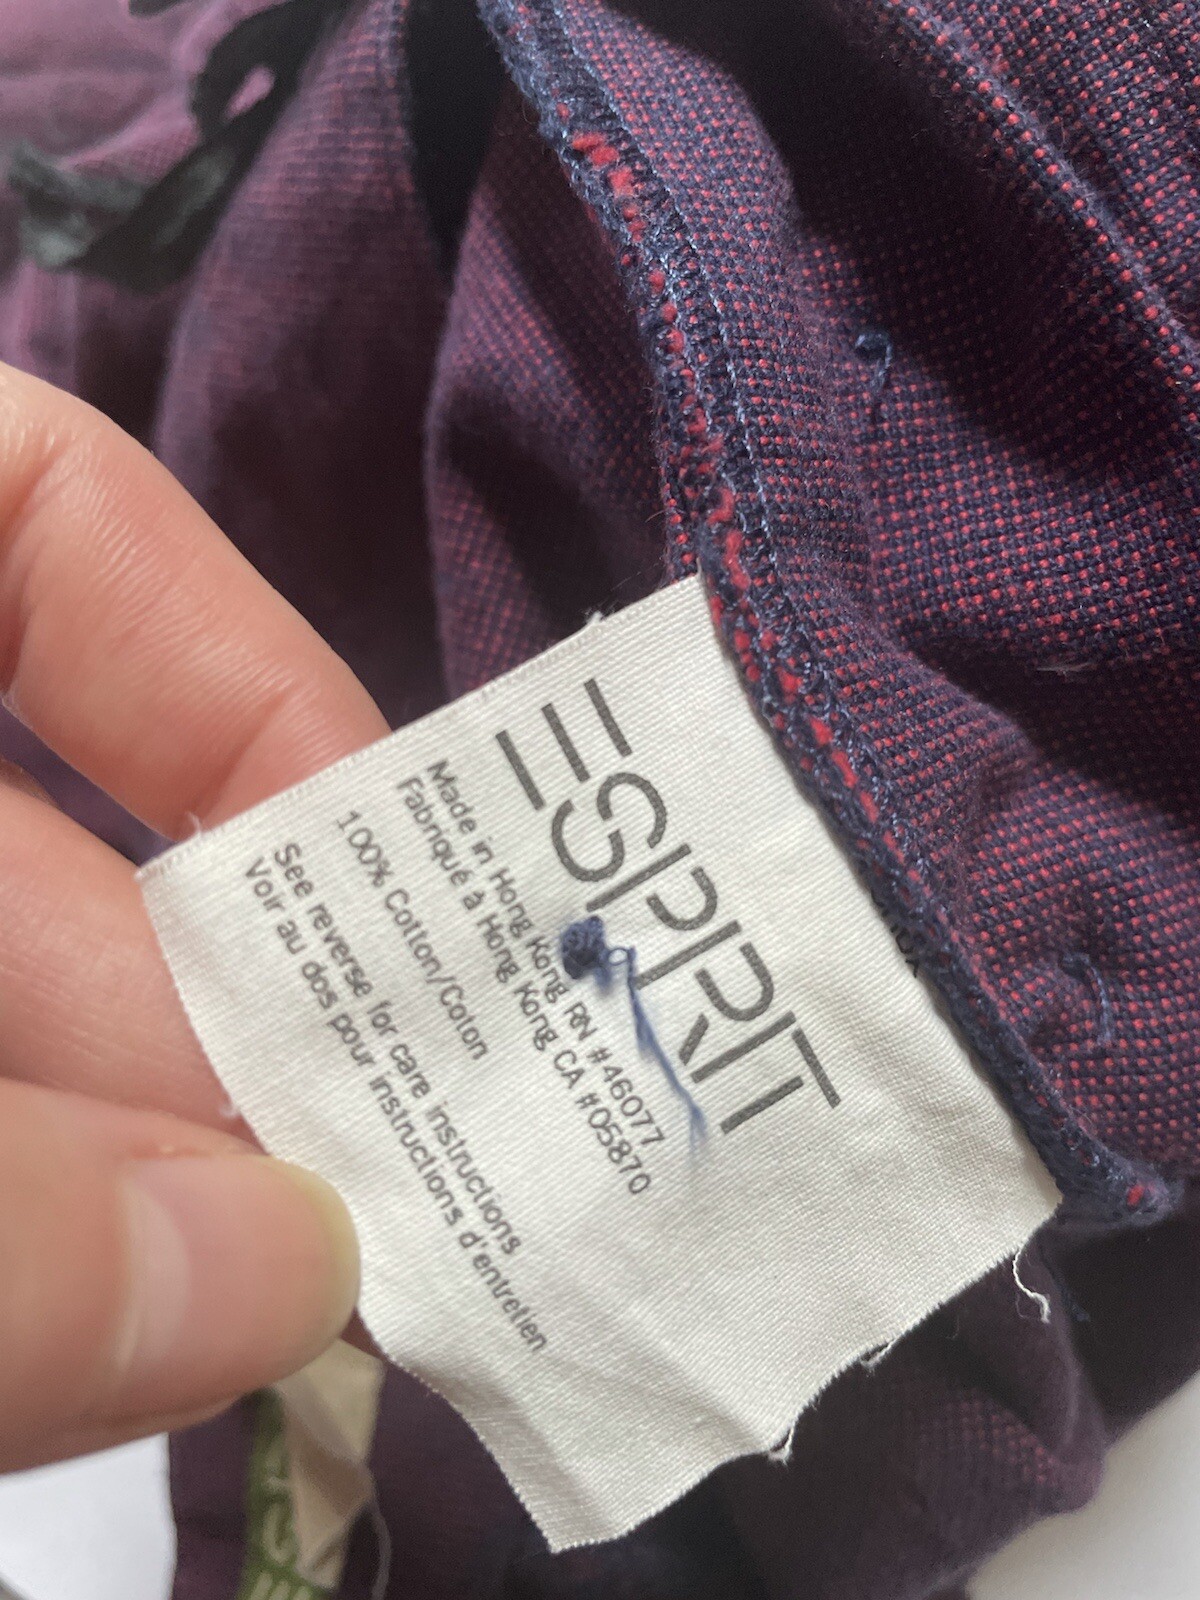 ESPRIT
Made in Hong Kong RN #46077
Fabriqué à Hong Kong CA #05870
100% Cotton/Coton
See reverse for care instructions
Voir au dos pour instructions d'entretien